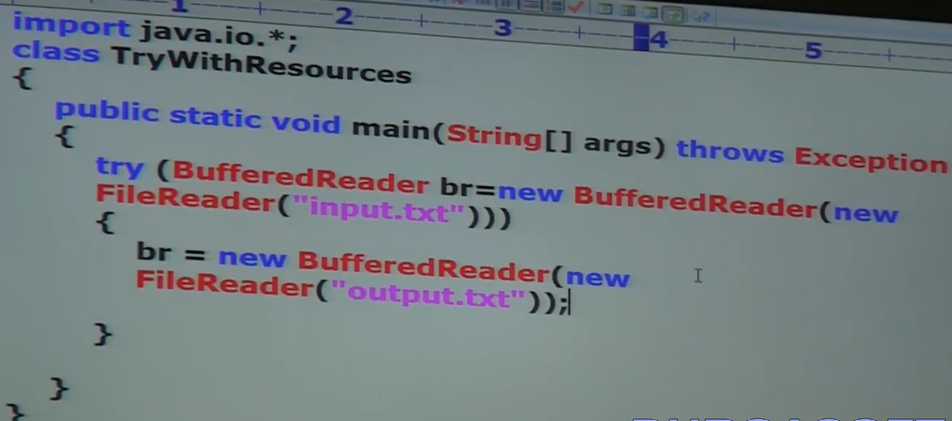 1 2 3 4 5
import java.io.*;
class TryWithResources
{
public static void main(String[] args) throws Exception
{
try (BufferedReader br=new BufferedReader(new
FileReader("input.txt")))
{
br = new BufferedReader(new
FileReader("output.txt"));
}
}
}